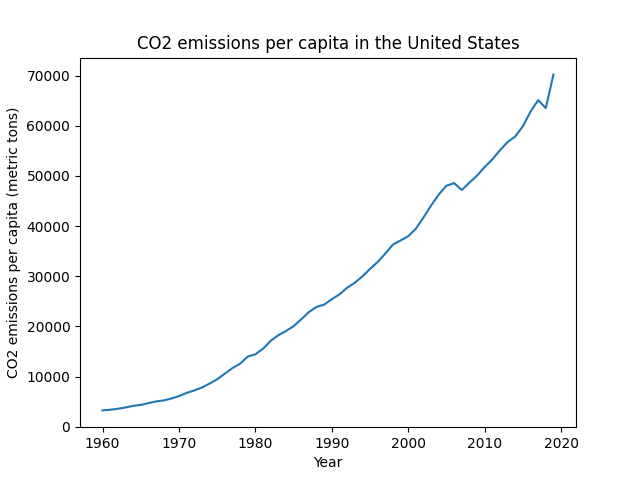 CO2 emissions per capita in the United States
CO2 emissions per capita (metric tons)
70000
60000
50000
40000
30000
20000
10000
0
1960 1970 1980 1990 2000 2010 2020
Year